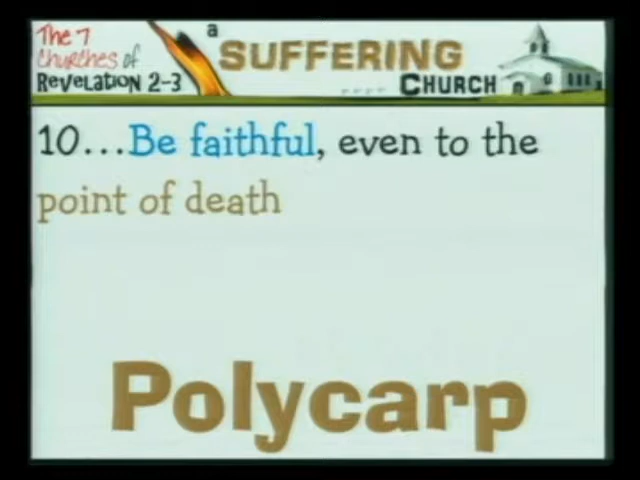 The 7
Churches of
Revelation 2-3
a
SUFFERING
CHURCH
10...Be faithful, even to the
point of death
Polycarp